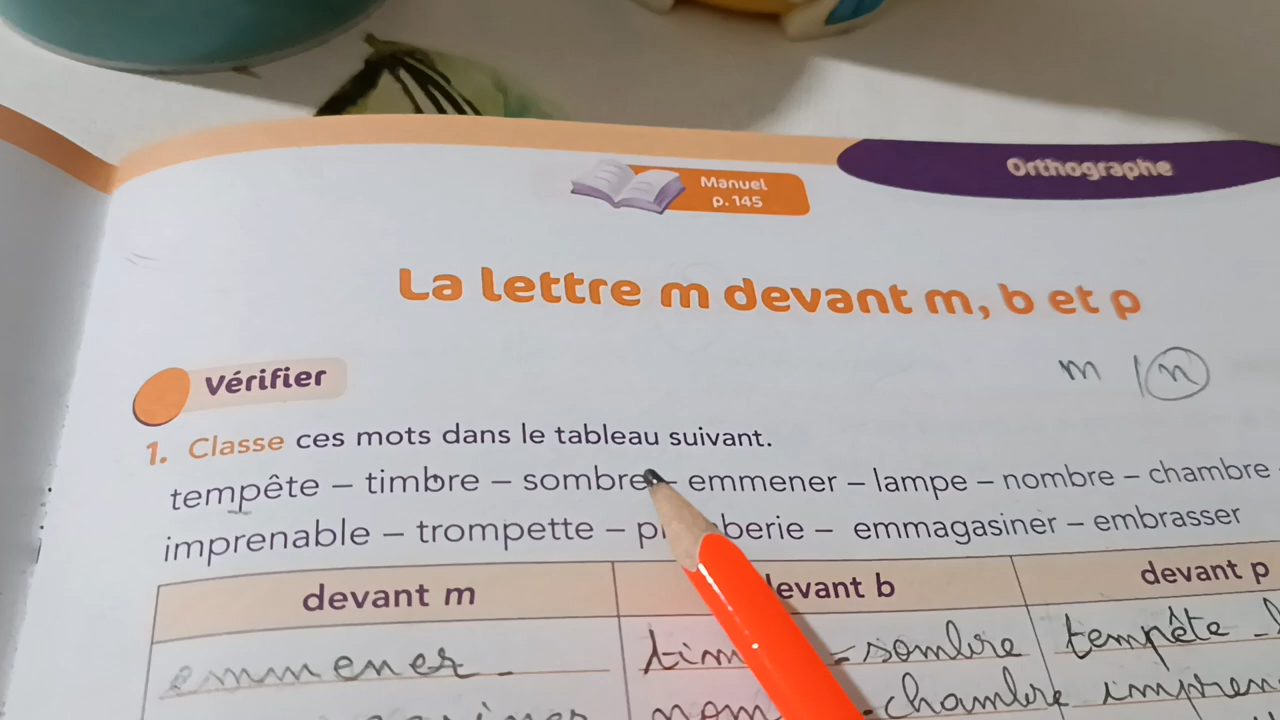 Orthographe
Manuel
p. 145
La lettre m devant m, b et p
m n
Vérifier
1. Classe ces mots dans le tableau suivant.
tempête – timbre – sombre – emmener – lampe – nombre – chambre –
imprenable – trompette – – emmagasiner – embrasser
devant m devant b devant p
emmener - - sombre tempête -
- chambre